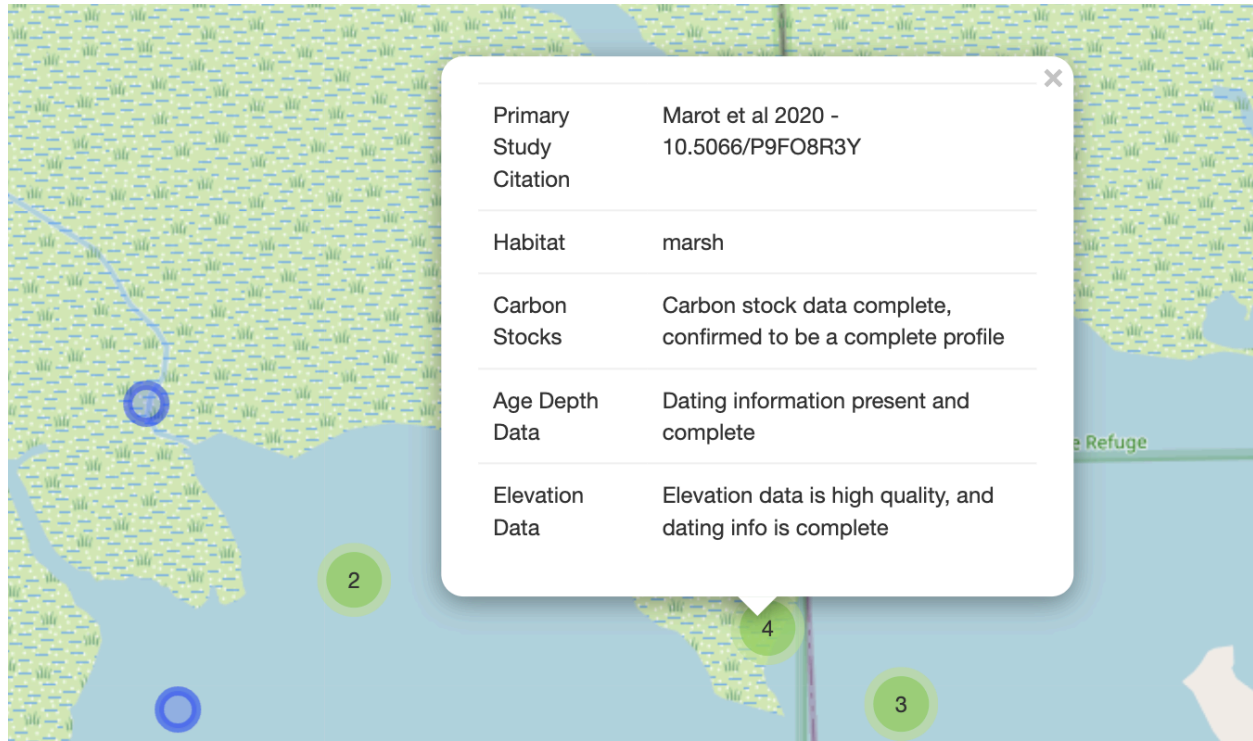 ×
Primary Study Citation
Marot et al 2020 -
10.5066/P9FO8R3Y
Habitat
marsh
Carbon Stocks
Carbon stock data complete,
confirmed to be a complete profile
Age Depth Data
Dating information present and
complete
Elevation Data
Elevation data is high quality, and
dating info is complete
e Refuge
2
4
3